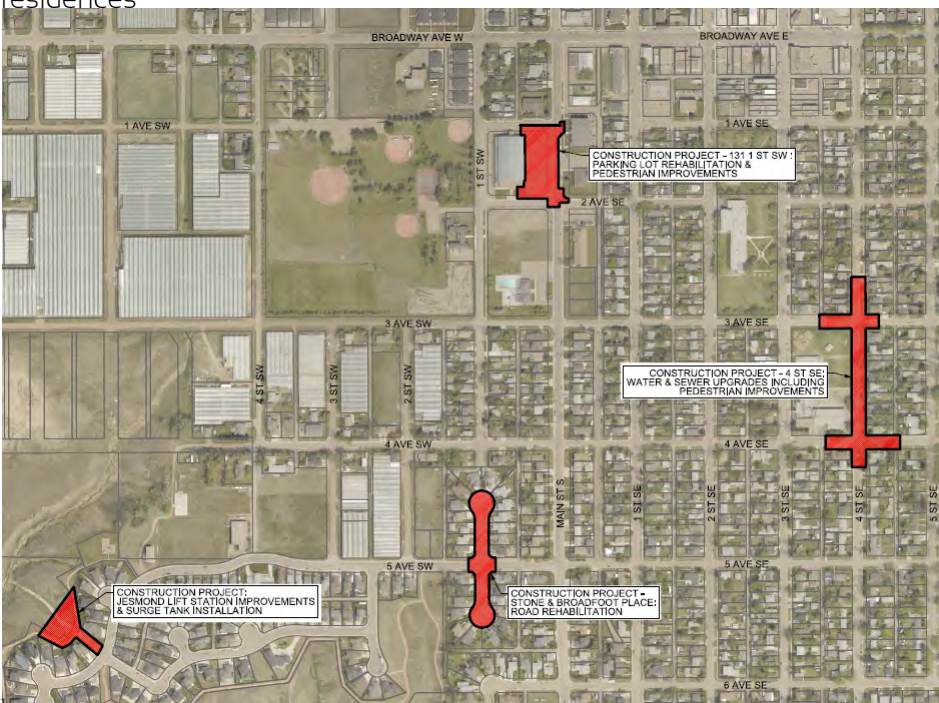 residences
BROADWAY AVE W
BROADWAY AVE E
1 AVE SW
1 AVE SE
1 ST SW
CONSTRUCTION PROJECT - 131 1 ST SW :
PARKING LOT REHABILITATION &
PEDESTRIAN IMPROVEMENTS
2 AVE SE
3 AVE SW
3 AVE SE
4 ST SW
3 ST SW
2 ST SW
CONSTRUCTION PROJECT - 4 ST SE:
WATER & SEWER UPGRADES INCLUDING
PEDESTRIAN IMPROVEMENTS
4 AVE SW
4 AVE SE
MAIN ST S
1 ST SE
2 ST SE
3 ST SE
4 ST SE
5 ST SE
5 AVE SW
5 AVE SE
CONSTRUCTION PROJECT:
JESMOND LIFT STATION IMPROVEMENTS
& SURGE TANK INSTALLATION
CONSTRUCTION PROJECT -
STONE & BROADFOOT PLACE:
ROAD REHABILITATION
6 AVE SE